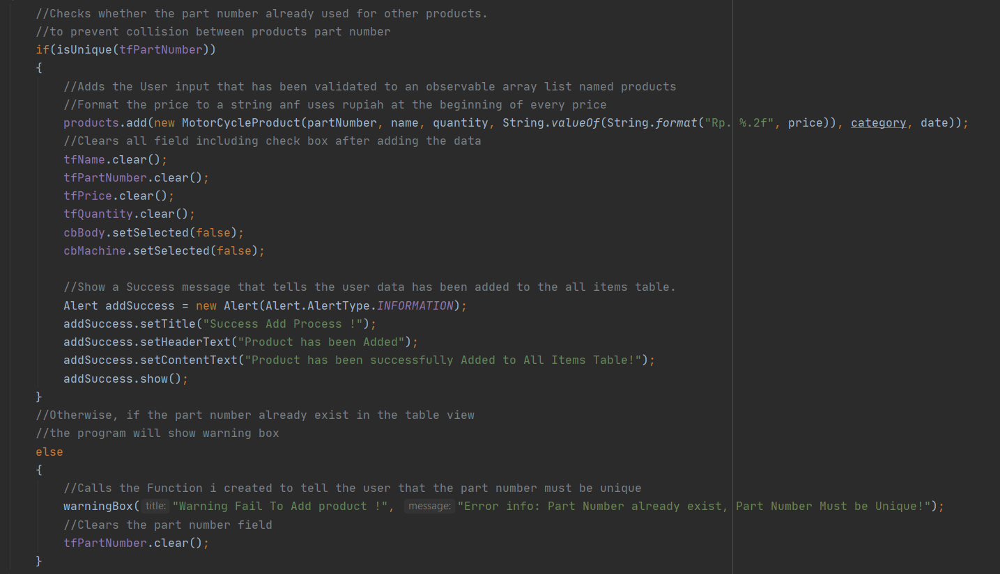 //Checks whether the part number already used for other products.
//to prevent collision between products part number
if(isUnique(tfPartNumber))
{
//Adds the User input that has been validated to an observable array list named products
//Format the price to a string anf uses rupiah at the beginning of every price
products.add(new MotorCycleProduct(partNumber, name, quantity, String.valueOf(String.format("Rp. %.2f", price)), category, date));
//Clears all field including check box after adding the data
tfName.clear();
tfPartNumber.clear();
tfPrice.clear();
tfQuantity.clear();
cbBody.setSelected(false);
cbMachine.setSelected(false);
//Show a Success message that tells the user data has been added to the all items table.
Alert addSuccess = new Alert(Alert.AlertType.INFORMATION);
addSuccess.setTitle("Success Add Process !");
addSuccess.setHeaderText("Product has been Added");
addSuccess.setContentText("Product has been successfully Added to All Items Table!");
addSuccess.show();
}
//Otherwise, if the part number already exist in the table view
//the program will show warning box
else
{
//Calls the Function i created to tell the user that the part number must be unique
warningBox( title: "Warning Fail To Add product !", message: "Error info: Part Number already exist, Part Number Must be Unique!");
//Clears the part number field
tfPartNumber.clear();
}